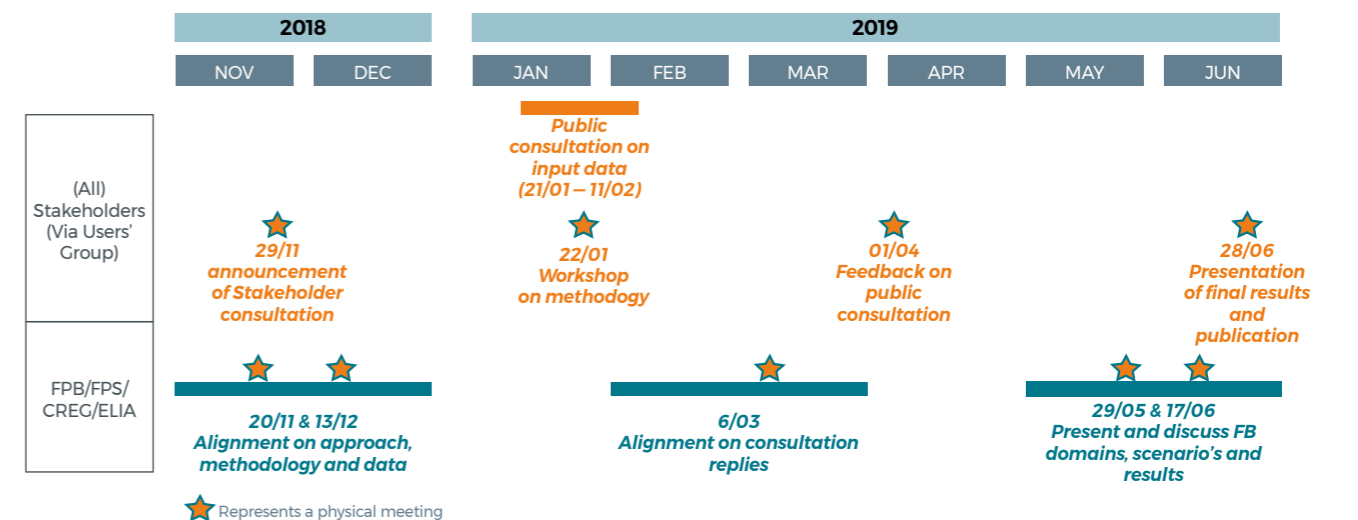 2018
2019
NOV
DEC
JAN
FEB
MAR
APR
MAY
JUN
(All)
Stakeholders
(Via Users'
Group)
Public
consultation on
input data
(21/01 – 11/02)
29/11
announcement
of Stakeholder
consultation
22/01
Workshop
on methodogy
01/04
Feedback on
public
consultation
28/06
Presentation
of final results
and
publication
FPB/FPS/
CREG/ELIA
20/11 & 13/12
Alignment on approach,
methodology and data
6/03
Alignment on consultation
replies
29/05 & 17/06
Present and discuss FB
domains, scenario's and
results
Represents a physical meeting